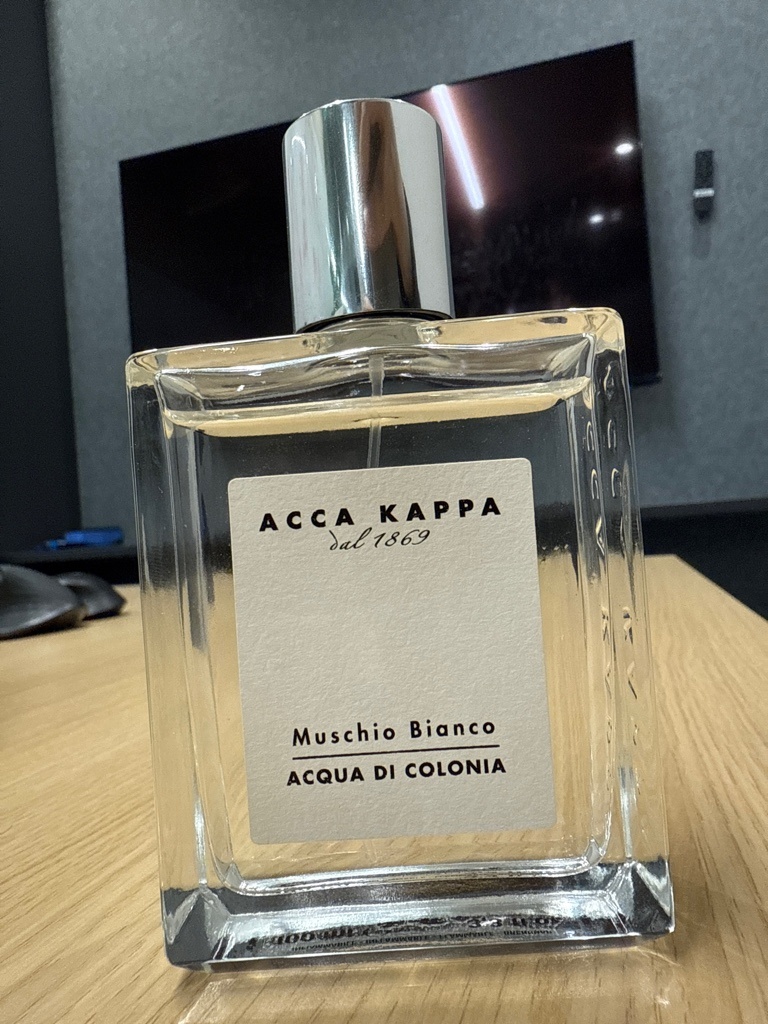 ACCA KAPPA
dal 1869
Muschio Bianco
ACQUA DI COLONIA